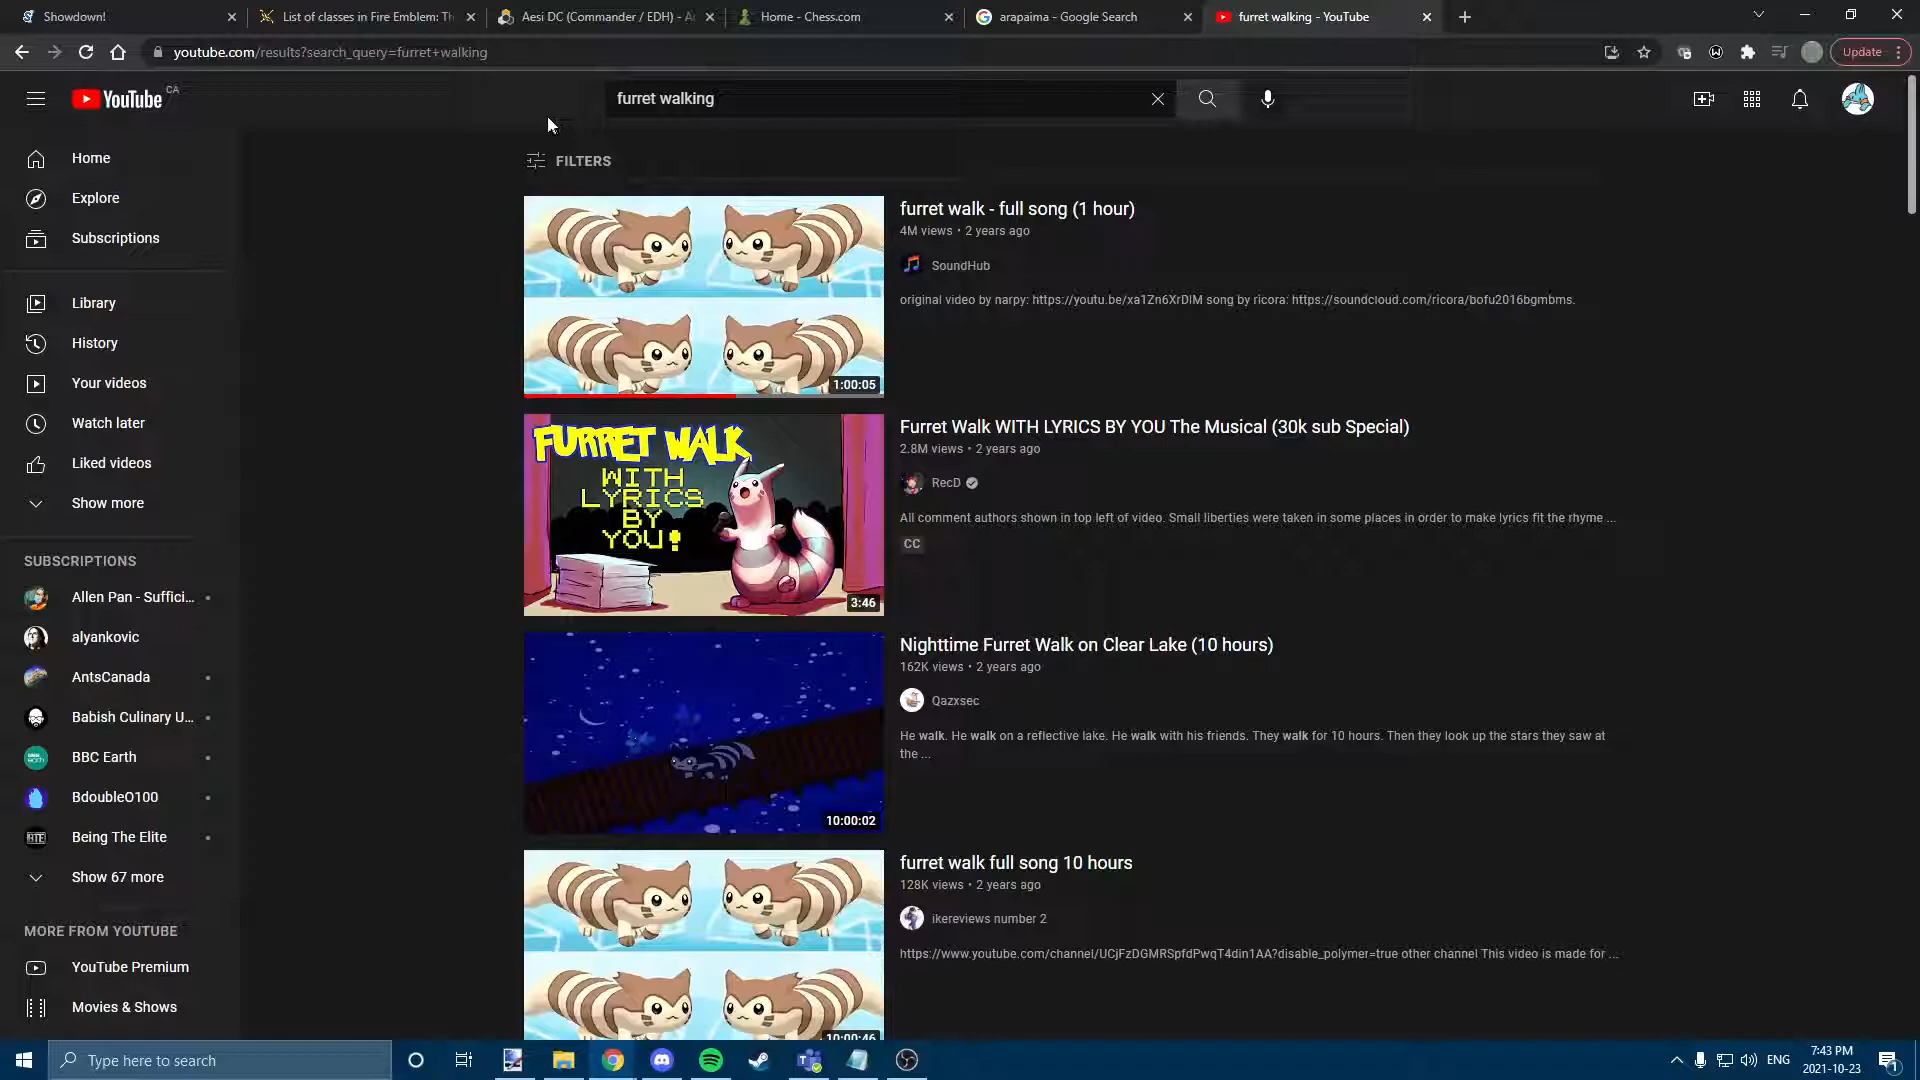 Showdown!
List of classes in Fire Emblem: Th
Aesi DC (Commander / EDH) - A
Home - Chess.com
arapaima - Google Search
furret walking - YouTube
youtube.com/results?search_query=furret+walking
Update
YouTube CA
furret walking
FILTERS
Home
Explore
Subscriptions
Library
History
Your videos
Watch later
Liked videos
Show more
SUBSCRIPTIONS
Allen Pan - Suffici...
alyankovic
AntsCanada
Babish Culinary U...
BBC Earth
BdoubleO100
Being The Elite
Show 67 more
MORE FROM YOUTUBE
YouTube Premium
Movies & Shows
1:00:05
furret walk - full song (1 hour)
4M views • 2 years ago
SoundHub
original video by narpy: https://youtu.be/xa1Zn6XrDIM song by ricora: https://soundcloud.com/ricora/bofu2016bgmbms.
FURRET WALK
WITH
LYRICS
BY
YOU!
3:46
Furret Walk WITH LYRICS BY YOU The Musical (30k sub Special)
2.8M views • 2 years ago
RecD
All comment authors shown in top left of video. Small liberties were taken in some places in order to make lyrics fit the rhyme ...
CC
10:00:02
Nighttime Furret Walk on Clear Lake (10 hours)
162K views • 2 years ago
Qazxsec
He walk. He walk on a reflective lake. He walk with his friends. They walk for 10 hours. Then they look up the stars they saw at
the ...
10:00:46
furret walk full song 10 hours
128K views • 2 years ago
ikereviews number 2
https://www.youtube.com/channel/UCjFzDGMRSpfdPwqT4din1AA?disable_polymer=true other channel This video is made for ...
Type here to search
ENG
7:43 PM
2021-10-23
1